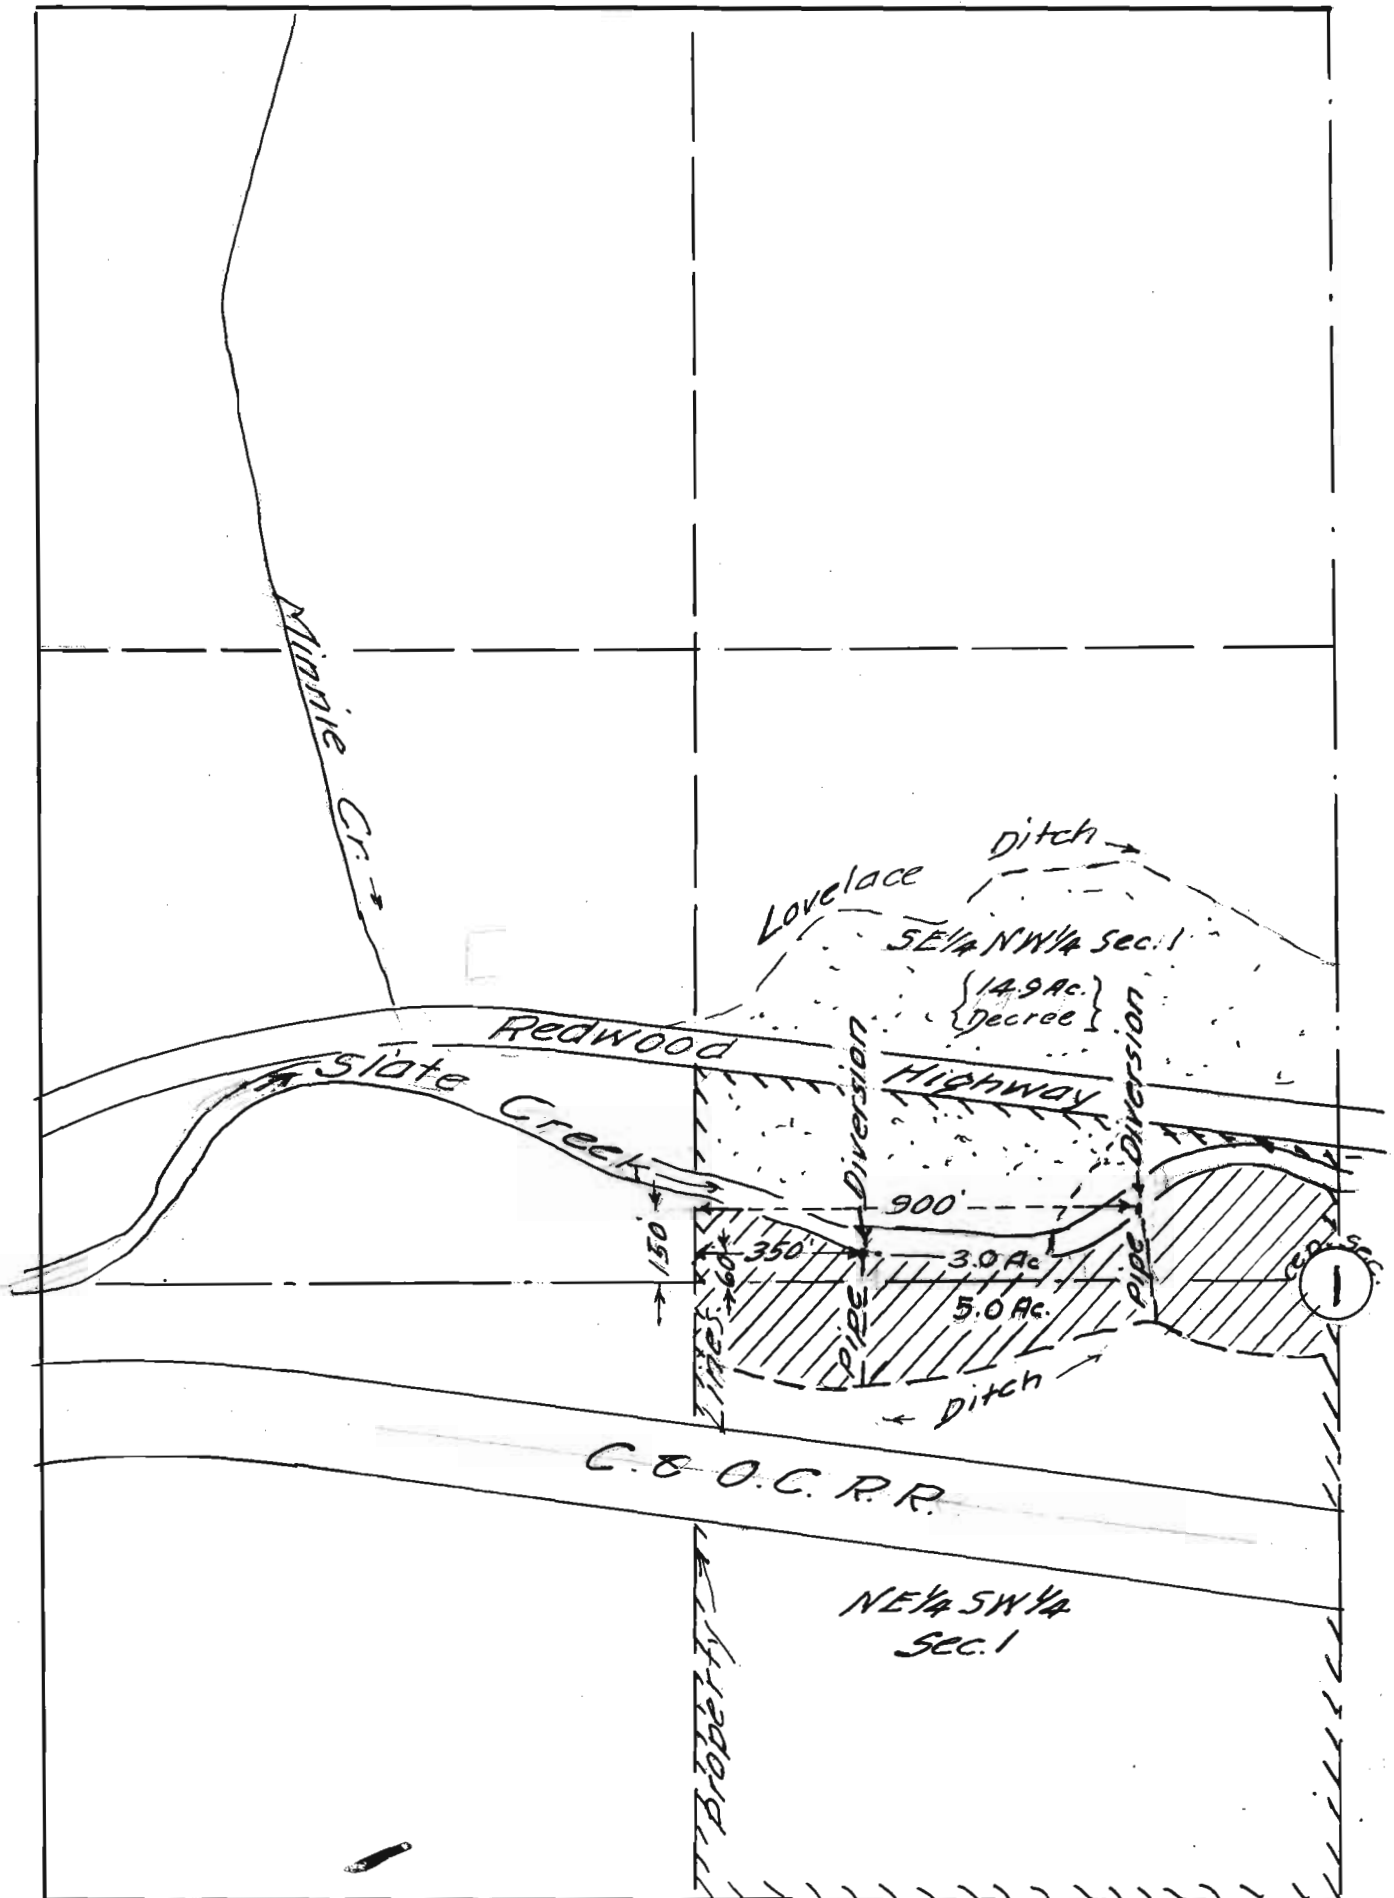 Minnie Cr.
Ditch
Lovelace
SE1/4 NW1/4 Sec. 1
{14.9 Ac.}
{Decree}
Redwood Highway
Slate Creek
Diversion
Diversion
900'
150'
350'
60'
3.0 Ac
5.0 Ac.
Pipe
Pipe
Cen. Sec.
1
Lines
Ditch
C. & O. C. R. R.
NE1/4 SW1/4
Sec. 1
Property